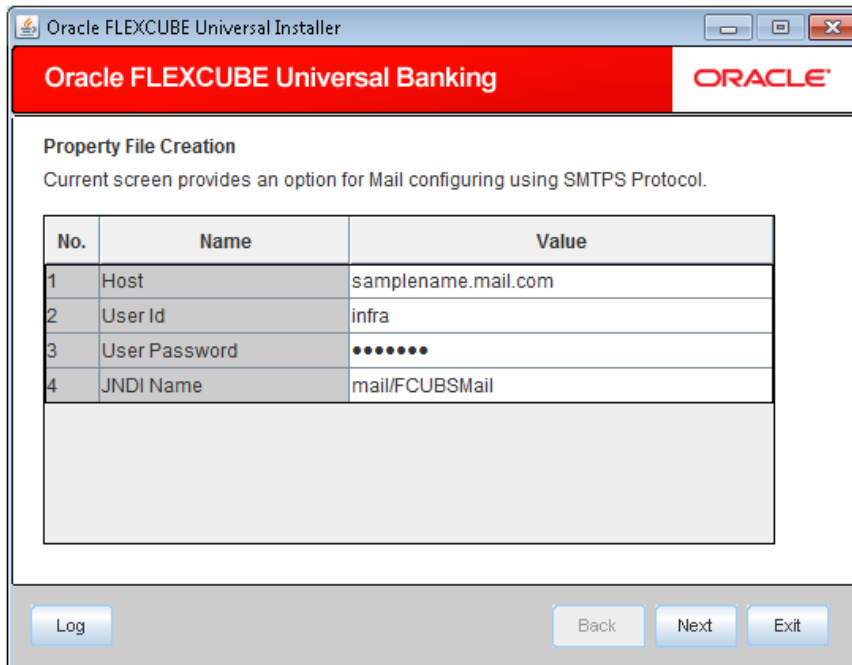 Oracle FLEXCUBE Universal Installer
Oracle FLEXCUBE Universal Banking
ORACLE
Property File Creation
Current screen provides an option for Mail configuring using SMTPS Protocol.
No. Name Value
1 Host samplename.mail.com
2 User Id infra
3 User Password •••••••
4 JNDI Name mail/FCUBSMail
Log Back Next Exit